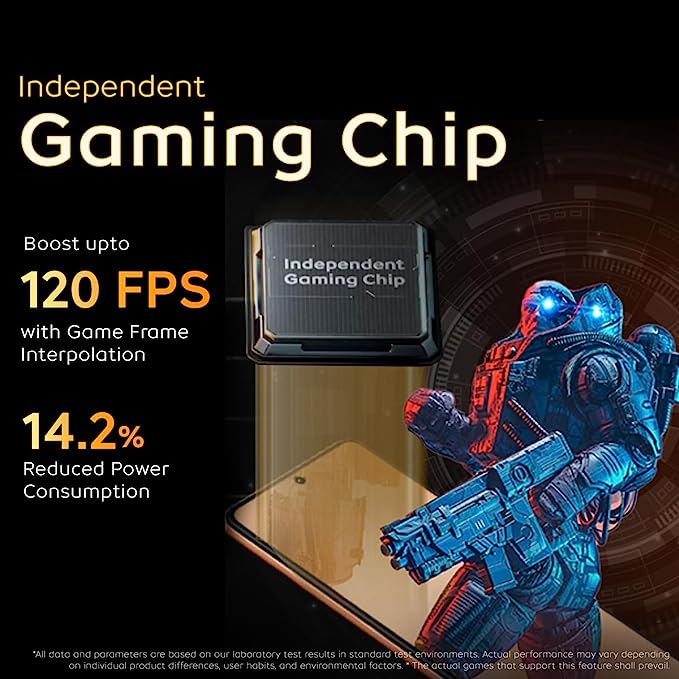 Independent
Gaming Chip
Independent
Gaming Chip
Boost upto
120 FPS
with Game Frame
Interpolation
14.2%
Reduced Power
Consumption
*All data and parameters are based on our laboratory test results in standard test environments. Actual performance may vary depending
on individual product differences, user habits, and environmental factors. * The actual games that support this feature shall prevail.